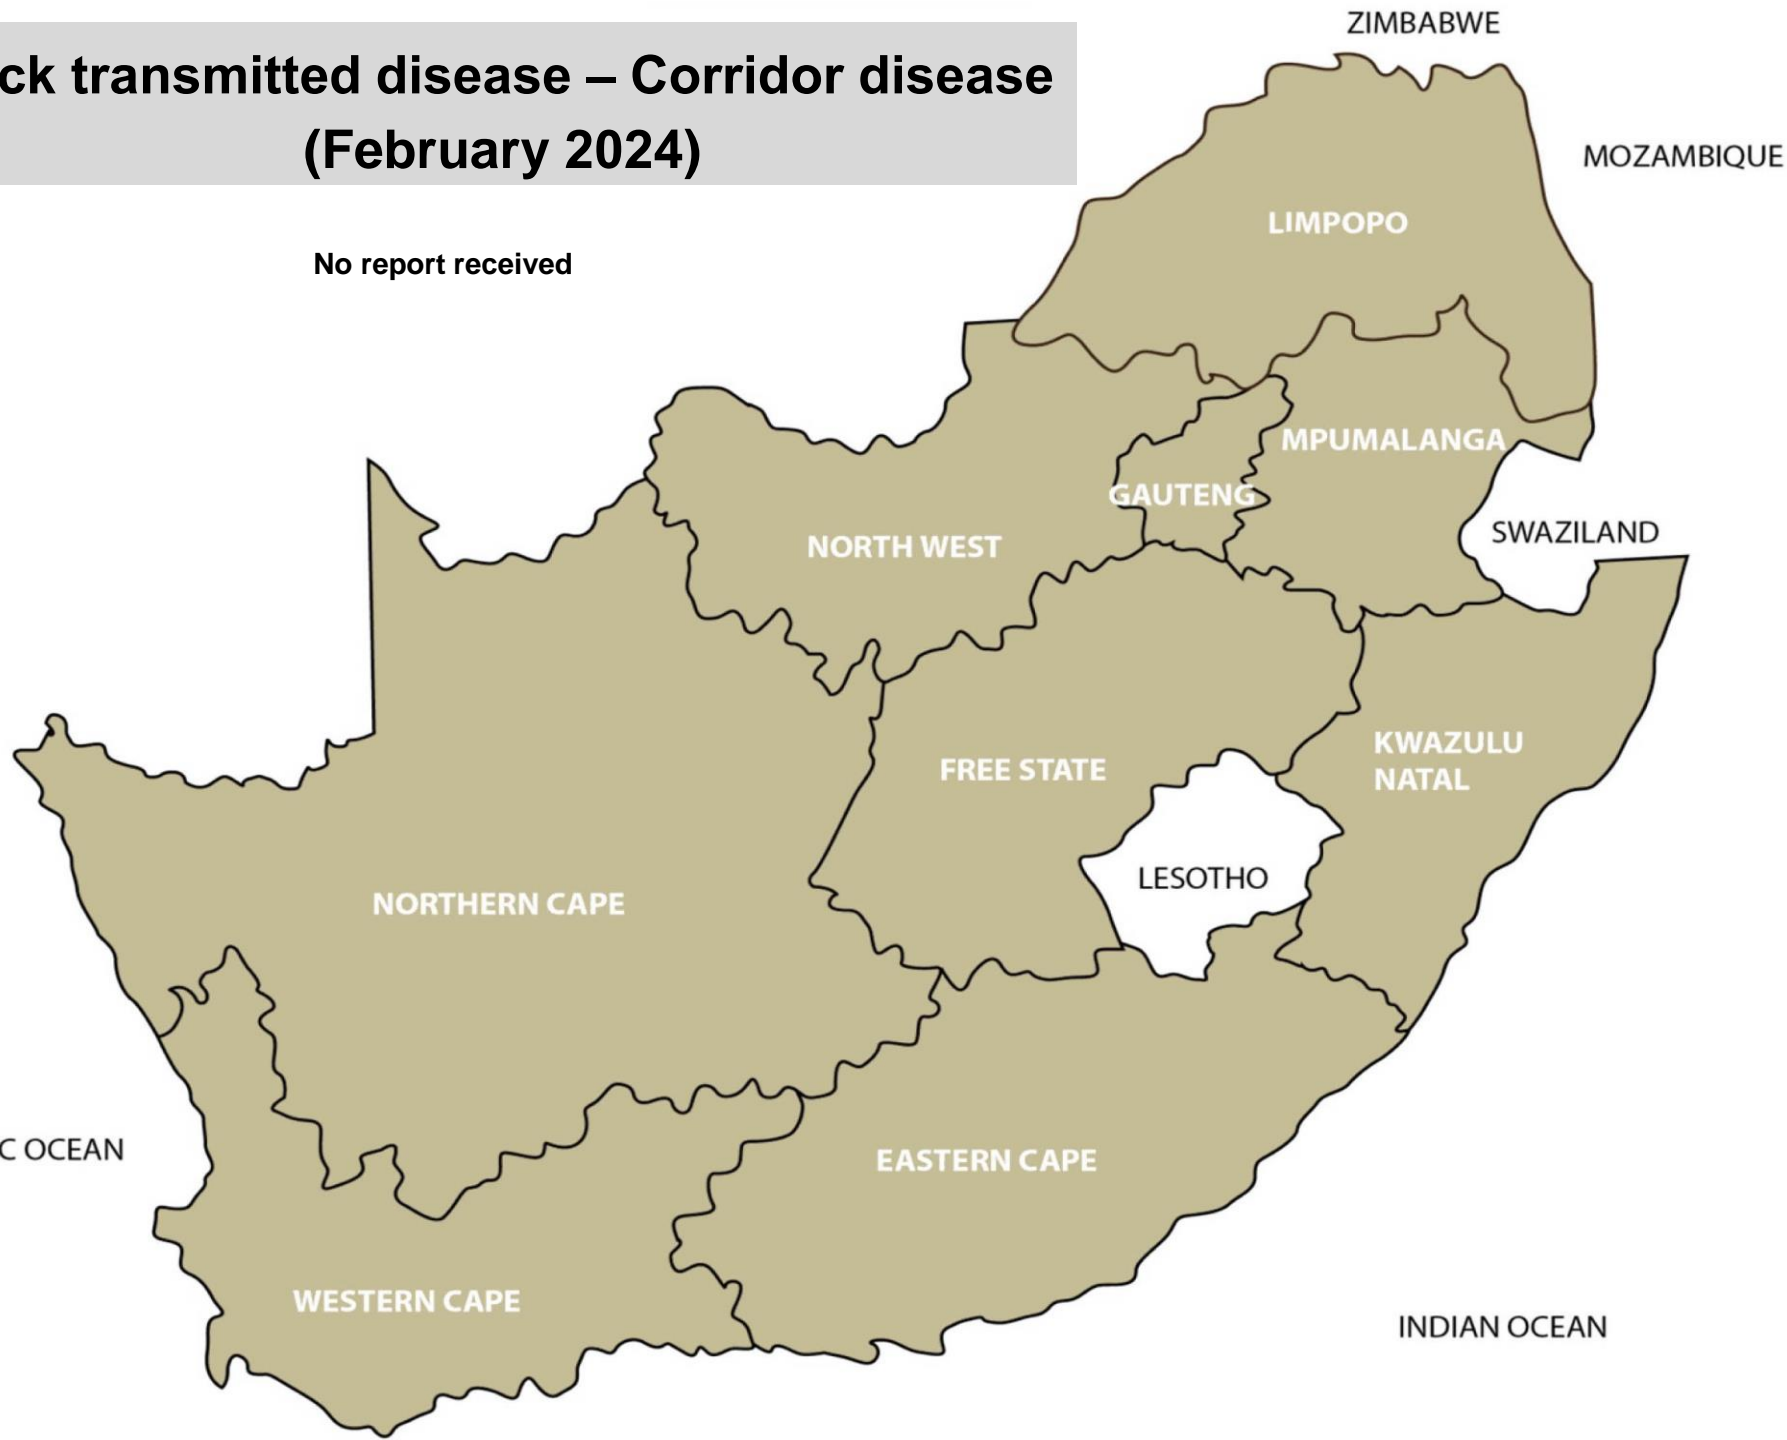 ZIMBABWE
ck transmitted disease – Corridor disease
(February 2024)
MOZAMBIQUE
LIMPOPO
No report received
MPUMALANGA
GAUTENG
SWAZILAND
NORTH WEST
KWAZULU
NATAL
FREE STATE
LESOTHO
NORTHERN CAPE
C OCEAN
EASTERN CAPE
WESTERN CAPE
INDIAN OCEAN